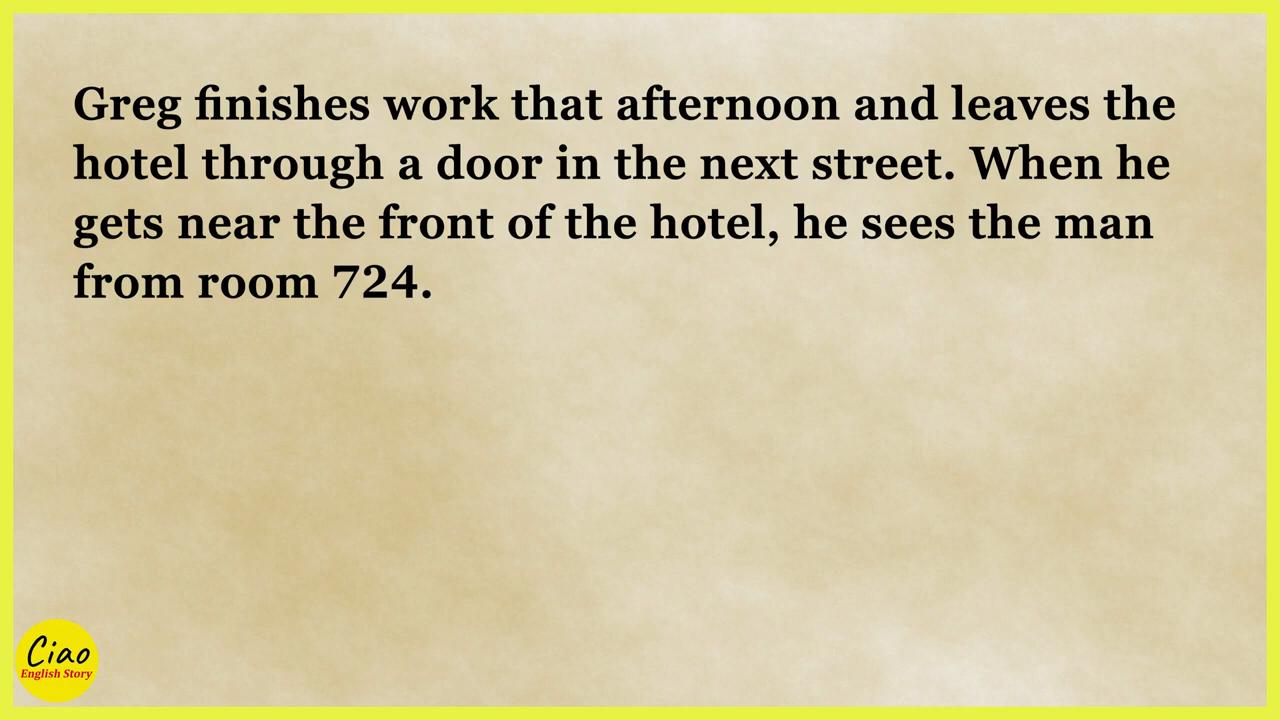 Greg finishes work that afternoon and leaves the
hotel through a door in the next street. When he
gets near the front of the hotel, he sees the man
from room 724.
Ciao
English Story